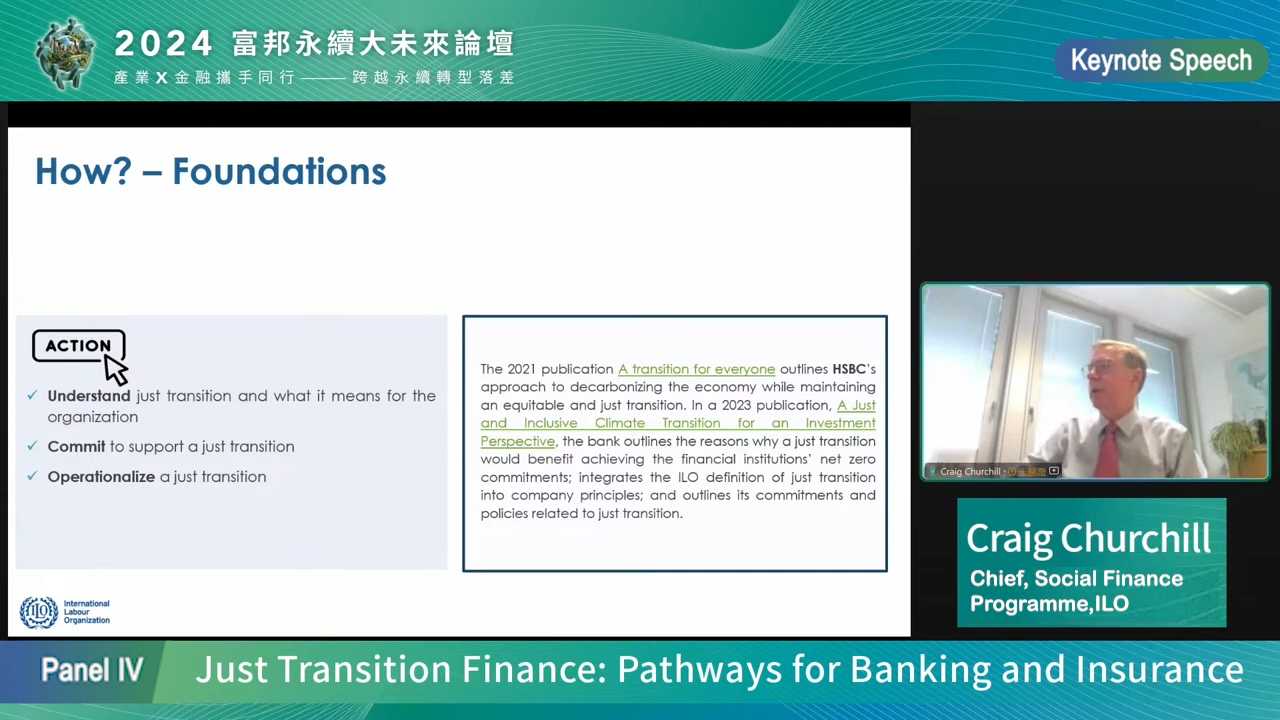 2024 富邦永續大未來論壇
產業X金融攜手同行——跨越永續轉型落差
Keynote Speech
How? – Foundations
ACTION
✓ Understand just transition and what it means for the
organization
✓ Commit to support a just transition
✓ Operationalize a just transition
The 2021 publication A transition for everyone outlines HSBC's
approach to decarbonizing the economy while maintaining
an equitable and just transition. In a 2023 publication, A Just
and Inclusive Climate Transition for an Investment
Perspective, the bank outlines the reasons why a just transition
would benefit achieving the financial institutions' net zero
commitments; integrates the ILO definition of just transition
into company principles; and outlines its commitments and
policies related to just transition.
ILO
International
Labour
Organization
Craig Churchill
Craig Churchill
Chief, Social Finance
Programme,ILO
Panel IV
Just Transition Finance: Pathways for Banking and Insurance